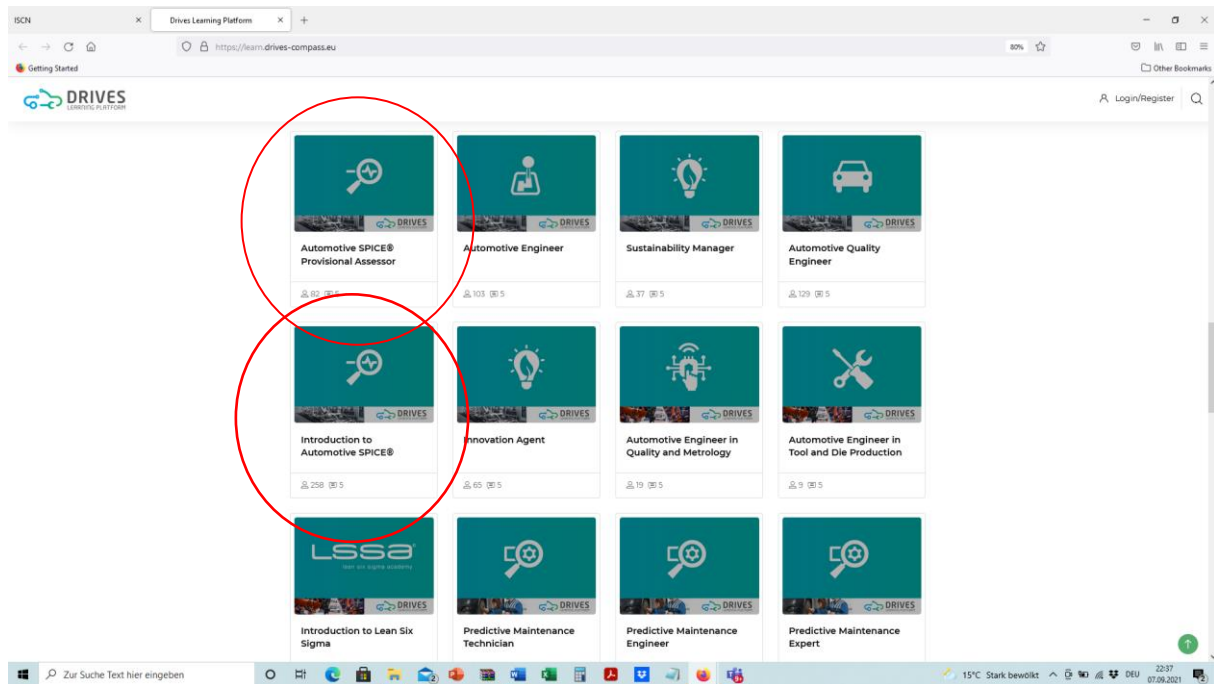 ISCN
Drives Learning Platform
https://learn.drives-compass.eu
80%
Getting Started
Other Bookmarks
DRIVES
LEARNING PLATFORM
Login/Register
DRIVES
DRIVES
DRIVES
DRIVES
Automotive SPICE®
Provisional Assessor
Automotive Engineer
Sustainability Manager
Automotive Quality
Engineer
82 5
103 5
37 5
129 5
DRIVES
DRIVES
DRIVES
DRIVES
Introduction to
Automotive SPICE®
Innovation Agent
Automotive Engineer in
Quality and Metrology
Automotive Engineer in
Tool and Die Production
258 5
65 5
19 5
9 5
LSSA
lean six sigma academy
DRIVES
DRIVES
DRIVES
DRIVES
Introduction to Lean Six
Sigma
Predictive Maintenance
Technician
Predictive Maintenance
Engineer
Predictive Maintenance
Expert
Zur Suche Text hier eingeben
15°C Stark bewölkt
DEU
22:37
07.09.2021